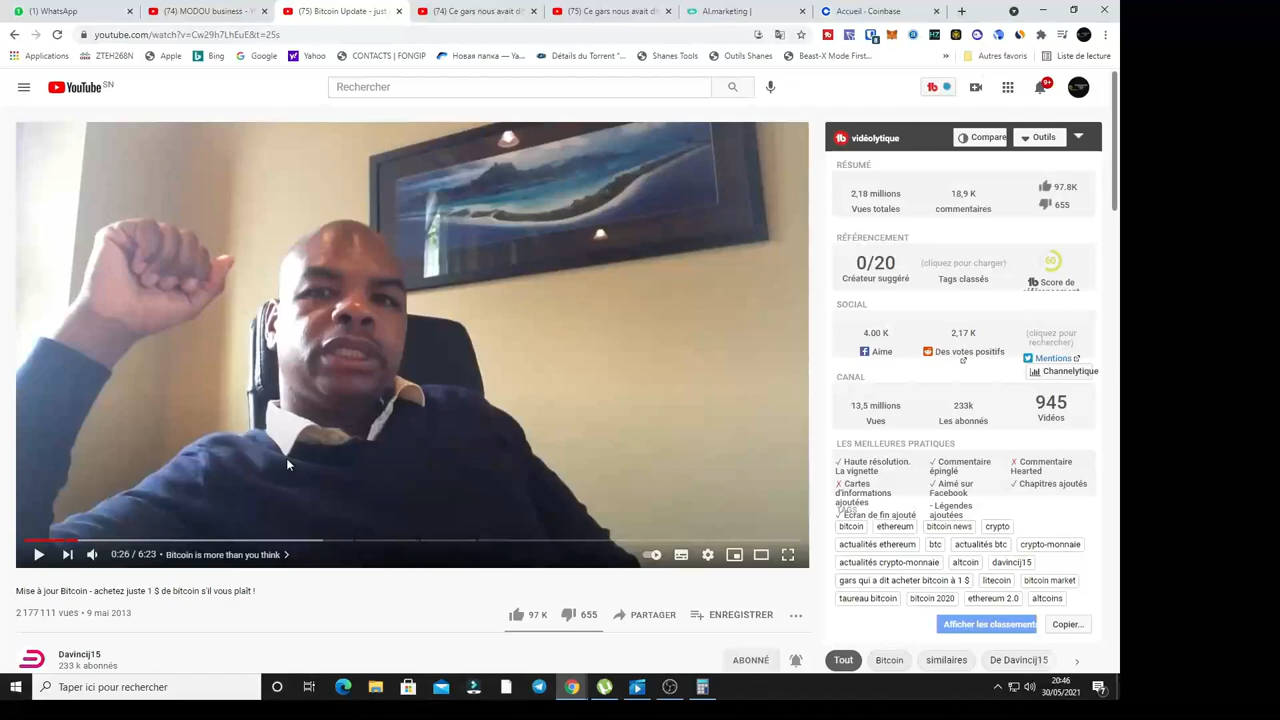 (1) WhatsApp
(74) MODOU business - Y
(75) Bitcoin Update - just
(74) Ce gars nous avait dit
(75) Ce gars nous avait di
AI.marketing |
Accueil - Coinbase
youtube.com/watch?v=Cw29h7LhEuE&t=25s
Applications
ZTEH268N
Apple
Bing
Google
Yahoo
CONTACTS | FONGIP
Новая папка — Ya...
Détails du Torrent "...
Shanes Tools
Outils Shanes
Beast-X Mode First...
»
Autres favoris
Liste de lecture
YouTube SN
Rechercher
9+
vidéolytique
Compare
Outils
RÉSUMÉ
2,18 millions
Vues totales
18,9 K
commentaires
97.8K
655
RÉFÉRENCEMENT
0/20
Créateur suggéré
(cliquez pour charger)
Tags classés
60
Score de
SOCIAL
4.00 K
Aime
2,17 K
Des votes positifs
(cliquez pour
rechercher)
Mentions
Channelytique
CANAL
13,5 millions
Vues
233k
Les abonnés
945
Vidéos
LES MEILLEURES PRATIQUES
✓ Haute résolution.
La vignette
✓ Commentaire
épinglé
✗ Commentaire
Hearted
✗ Cartes
d'informations
ajoutées
✓ Aimé sur
Facebook
✓ Chapitres ajoutés
- Légendes
ajoutées
✓ Écran de fin ajouté
TAGS
bitcoin
ethereum
bitcoin news
crypto
actualités ethereum
btc
actualités btc
crypto-monnaie
actualités crypto-monnaie
altcoin
davincij15
gars qui a dit acheter bitcoin à 1 $
litecoin
bitcoin market
taureau bitcoin
bitcoin 2020
ethereum 2.0
altcoins
Afficher les classements
Copier...
0:26 / 6:23 • Bitcoin is more than you think
Mise à jour Bitcoin - achetez juste 1 $ de bitcoin s'il vous plaît !
2 177 111 vues • 9 mai 2013
97 K
655
PARTAGER
ENREGISTRER
Davincij15
233 k abonnés
ABONNÉ
Tout
Bitcoin
similaires
De Davincij15
Taper ici pour rechercher
20:46
30/05/2021
7